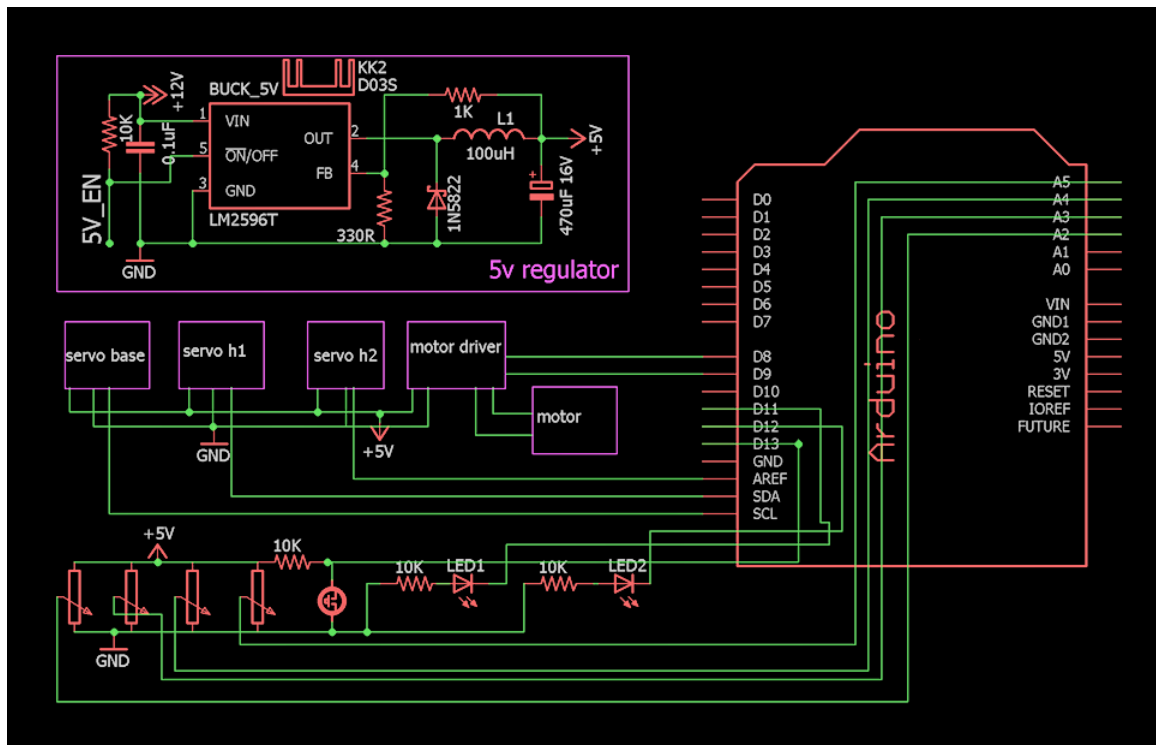 KK2
D03S
BUCK_5V
+12V
10K
0.1uF
1
VIN
5
ON/OFF
3
GND
OUT
2
FB
4
LM2596T
1K
L1
100uH
+5V
1N5822
470uF 16V
330R
5V_EN
GND
5v regulator
servo base
servo h1
servo h2
motor driver
motor
GND
+5V
+5V
10K
10K
LED1
10K
LED2
GND
Arduino
D0
D1
D2
D3
D4
D5
D6
D7
D8
D9
D10
D11
D12
D13
GND
AREF
SDA
SCL
A5
A4
A3
A2
A1
A0
VIN
GND1
GND2
5V
3V
RESET
IOREF
FUTURE